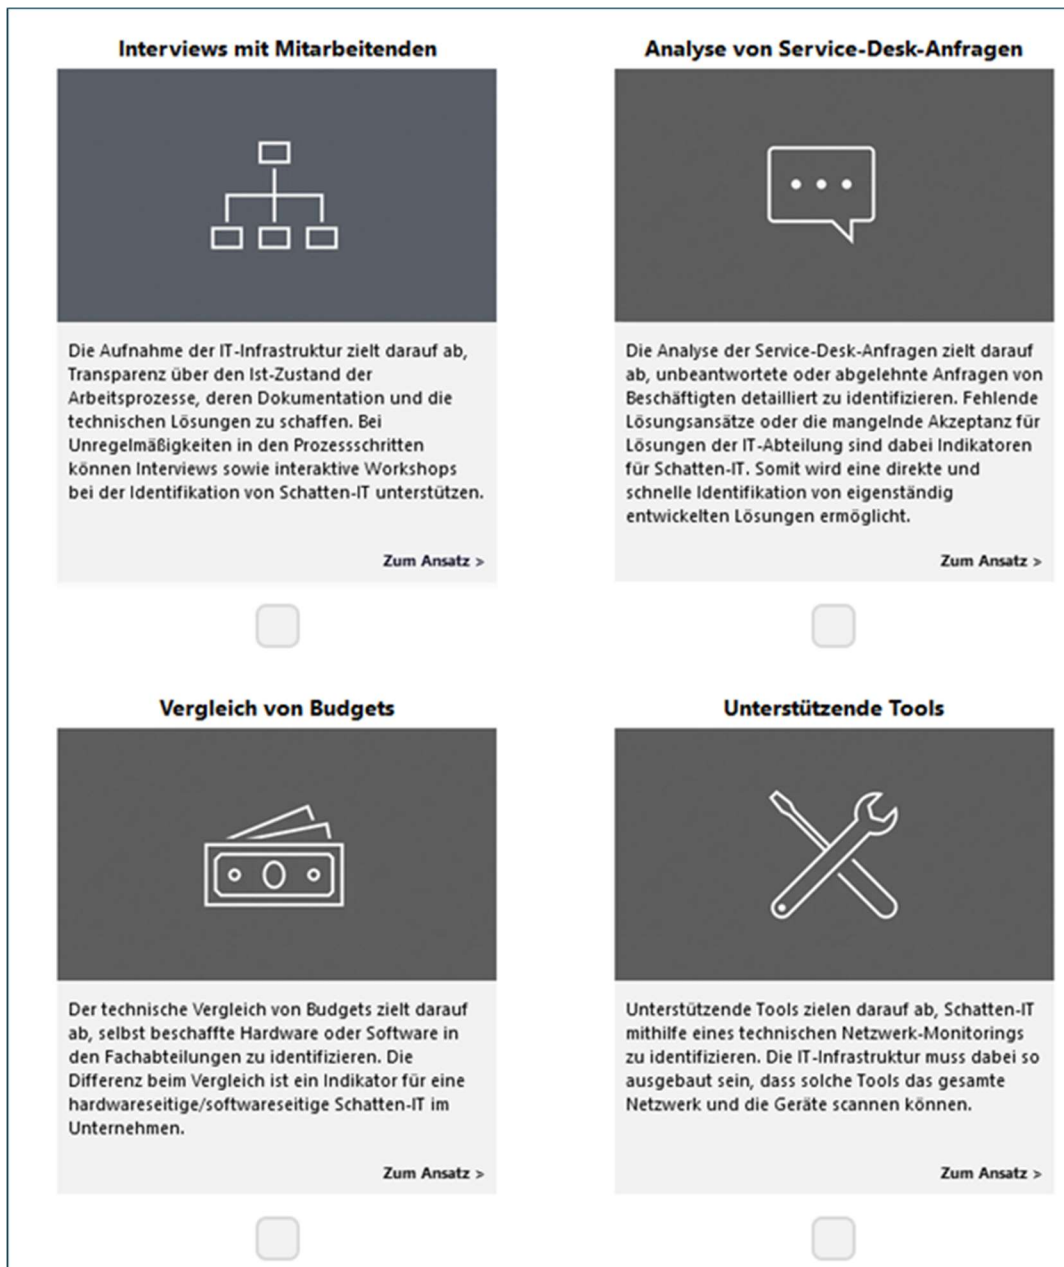 Interviews mit Mitarbeitenden
Die Aufnahme der IT-Infrastruktur zielt darauf ab,
Transparenz über den Ist-Zustand der
Arbeitsprozesse, deren Dokumentation und die
technischen Lösungen zu schaffen. Bei
Unregelmäßigkeiten in den Prozessschritten
können Interviews sowie interaktive Workshops
bei der Identifikation von Schatten-IT unterstützen.
Zum Ansatz >
Analyse von Service-Desk-Anfragen
Die Analyse der Service-Desk-Anfragen zielt darauf
ab, unbeantwortete oder abgelehnte Anfragen von
Beschäftigten detailliert zu identifizieren. Fehlende
Lösungsansätze oder die mangelnde Akzeptanz für
Lösungen der IT-Abteilung sind dabei Indikatoren
für Schatten-IT. Somit wird eine direkte und
schnelle Identifikation von eigenständig
entwickelten Lösungen ermöglicht.
Zum Ansatz >
Vergleich von Budgets
Der technische Vergleich von Budgets zielt darauf
ab, selbst beschaffte Hardware oder Software in
den Fachabteilungen zu identifizieren. Die
Differenz beim Vergleich ist ein Indikator für eine
hardwareseitige/softwareseitige Schatten-IT im
Unternehmen.
Zum Ansatz >
Unterstützende Tools
Unterstützende Tools zielen darauf ab, Schatten-IT
mithilfe eines technischen Netzwerk-Monitorings
zu identifizieren. Die IT-Infrastruktur muss dabei so
ausgebaut sein, dass solche Tools das gesamte
Netzwerk und die Geräte scannen können.
Zum Ansatz >